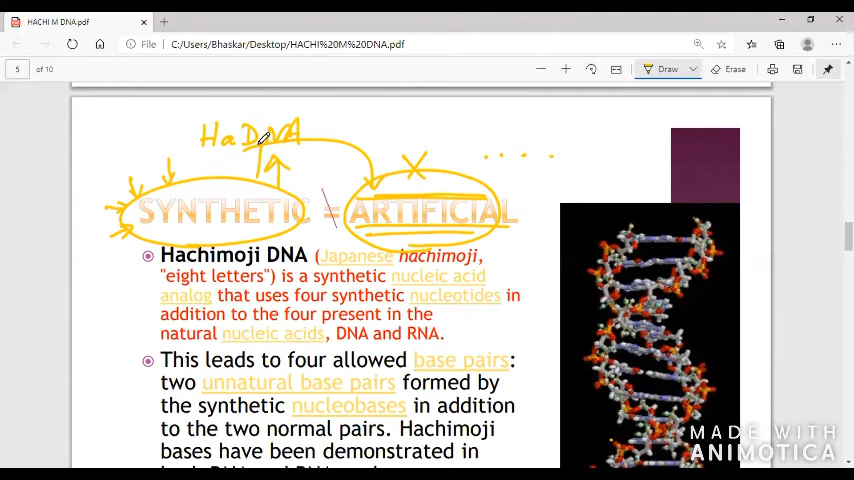 HACHI M DNA.pdf
File
C:/Users/Bhaskar/Desktop/HACHI%20M%20DNA.pdf
5
of 10
Draw
Erase
HaDNA
SYNTHETIC = ARTIFICIAL
Hachimoji DNA (Japanese hachimoji,
"eight letters") is a synthetic nucleic acid
analog that uses four synthetic nucleotides in
addition to the four present in the
natural nucleic acids, DNA and RNA.
This leads to four allowed base pairs:
two unnatural base pairs formed by
the synthetic nucleobases in addition
to the two normal pairs. Hachimoji
bases have been demonstrated in
MADE WITH
ANIMOTICA